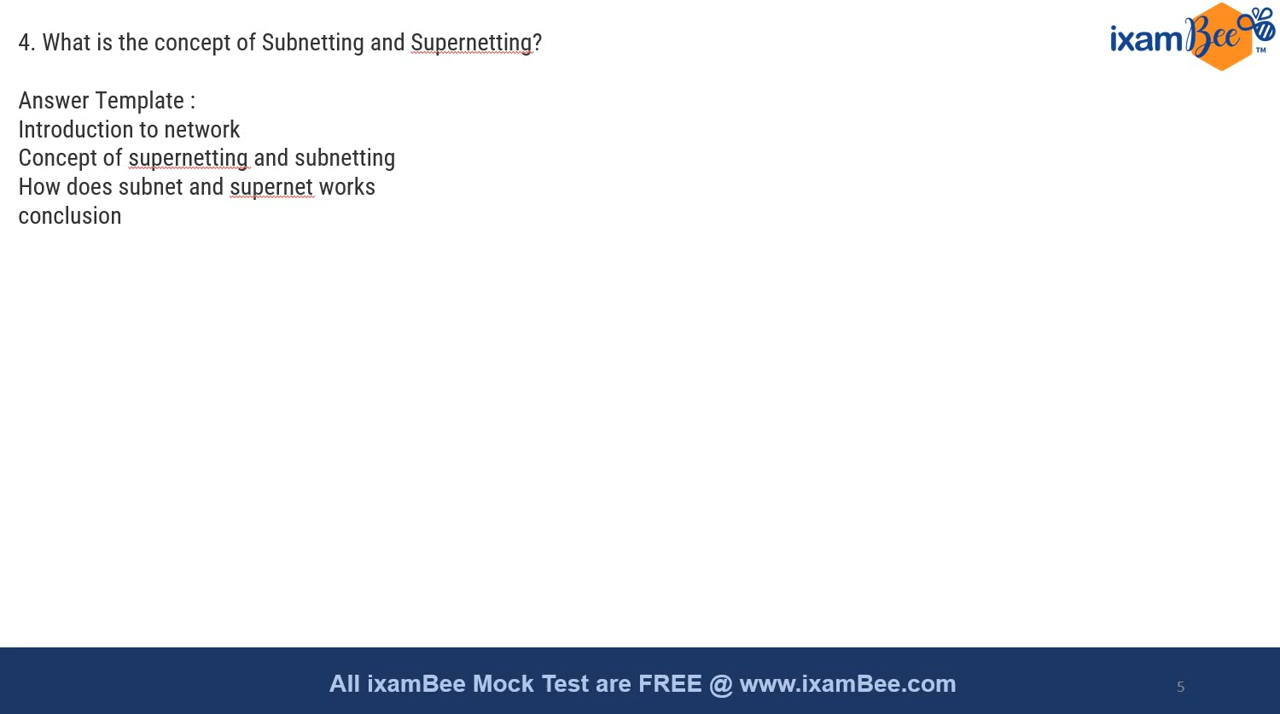 4. What is the concept of Subnetting and Supernetting?
ixamBee TM
Answer Template :
Introduction to network
Concept of supernetting and subnetting
How does subnet and supernet works
conclusion
All ixamBee Mock Test are FREE @ www.ixamBee.com
5